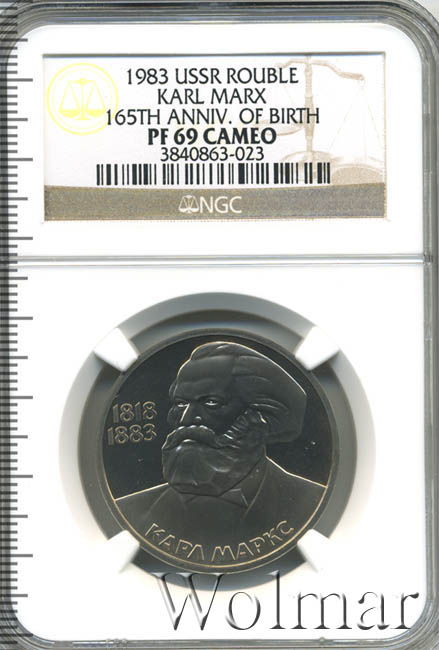 1983 USSR ROUBLE
KARL MARX
165TH ANNIV. OF BIRTH
PF 69 CAMEO
3840863-023
NGC
1818
1883
КАРЛ МАРКС
Wolmar